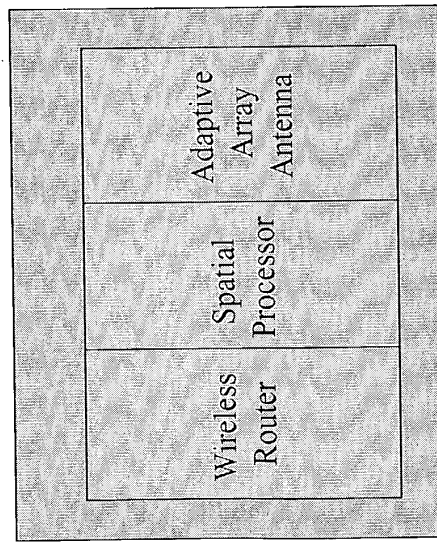 Wireless
Router
Spatial
Processor
Adaptive
Array
Antenna